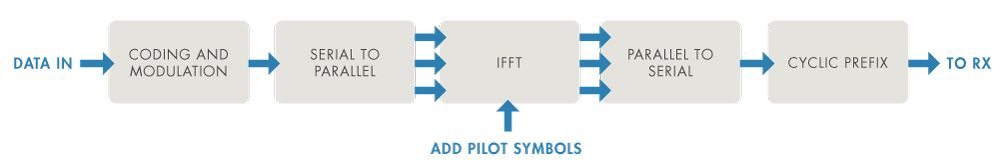 DATA IN
CODING AND
MODULATION
SERIAL TO
PARALLEL
IFFT
PARALLEL TO
SERIAL
CYCLIC PREFIX
TO RX
ADD PILOT SYMBOLS